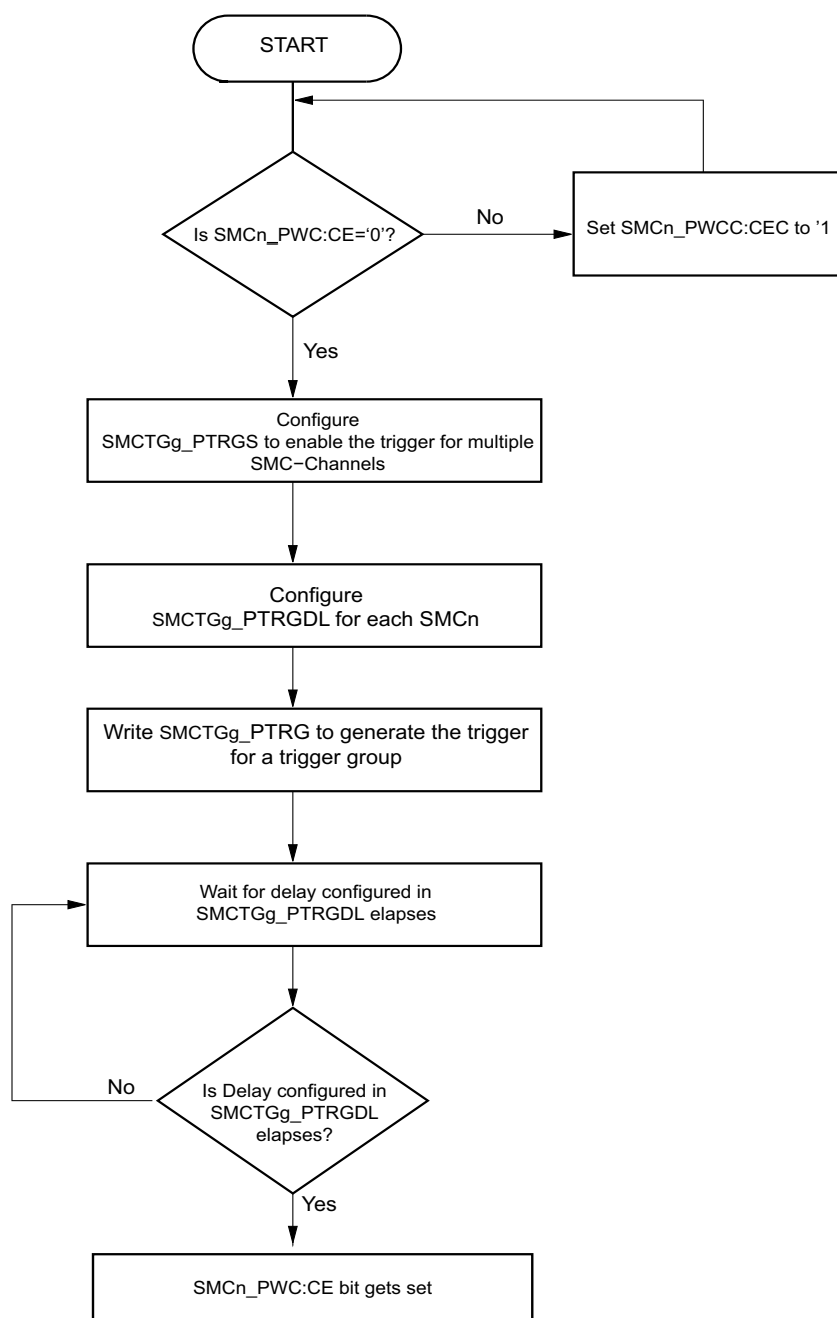 START
Is SMCn_PWC:CE=‘0’?
No
Set SMCn_PWCC:CEC to ’1
Yes
Configure
SMCTGg_PTRGS to enable the trigger for multiple
SMC−Channels
Configure
SMCTGg_PTRGDL for each SMCn
Write SMCTGg_PTRG to generate the trigger
for a trigger group
Wait for delay configured in
SMCTGg_PTRGDL elapses
No
Is Delay configured in
SMCTGg_PTRGDL
elapses?
Yes
SMCn_PWC:CE bit gets set